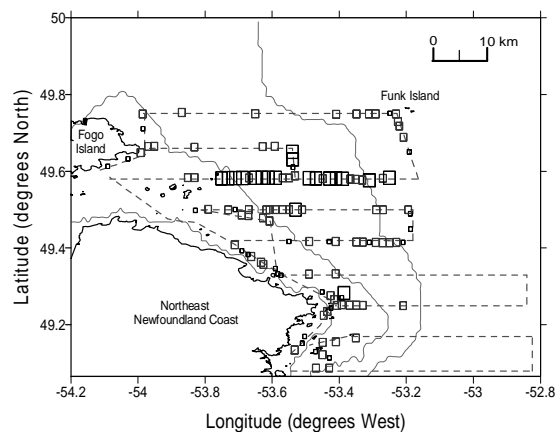 50
0 10 km
Funk Island
49.8
Fogo
Island
49.6
Latitude (degrees North)
49.4
Northeast
Newfoundland Coast
49.2
-54.2 -54 -53.8 -53.6 -53.4 -53.2 -53 -52.8
Longitude (degrees West)